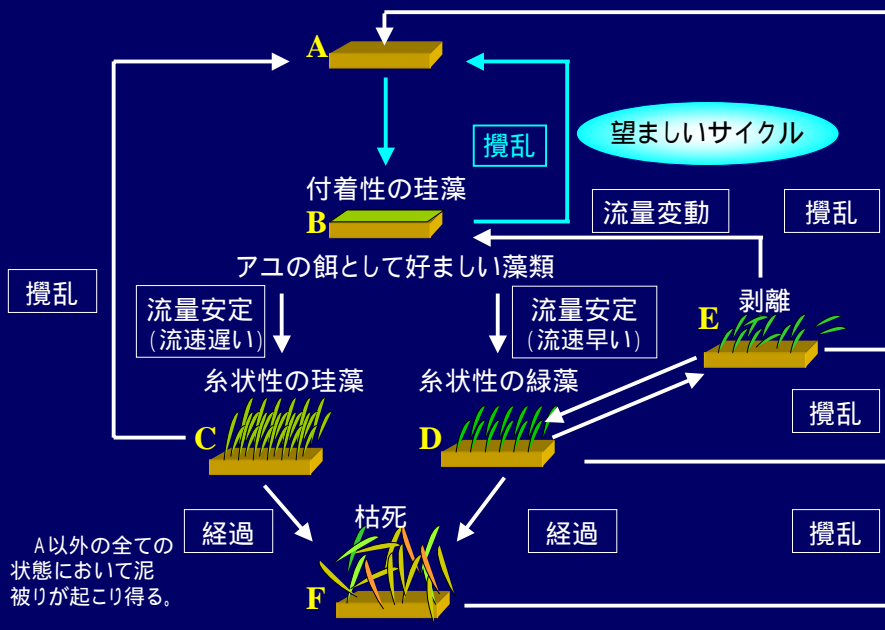 A
望ましいサイクル
攪乱
付着性の珪藻
B
流量変動
攪乱
アユの餌として好ましい藻類
攪乱
流量安定
(流速遅い)
流量安定
(流速早い)
E
剥離
糸状性の珪藻
糸状性の緑藻
攪乱
C
D
経過
枯死
経過
攪乱
A以外の全ての
状態において泥
被りが起こり得る。
F